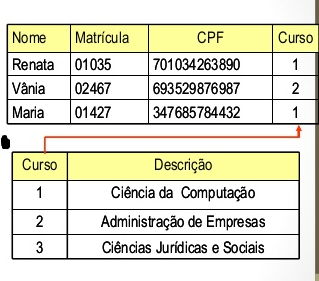 Nome Matrícula CPF Curso
Renata 01035 701034263890 1
Vânia 02467 693529876987 2
Maria 01427 347685784432 1
Curso Descrição
1 Ciência da Computação
2 Administração de Empresas
3 Ciências Jurídicas e Sociais